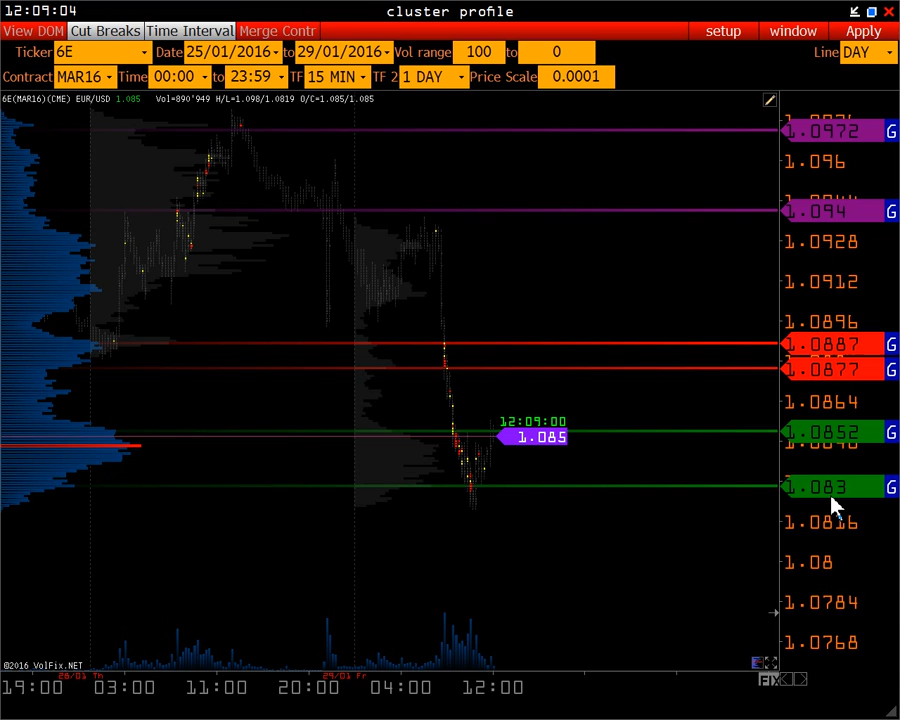 12:09:04 cluster profile
View DOM Cut Breaks Time Interval Merge Contr setup window Apply
Ticker 6E Date 25/01/2016 to 29/01/2016 Vol range 100 to 0 Line DAY
Contract MAR16 Time 00:00 to 23:59 TF 15 MIN TF 2 1 DAY Price Scale 0.0001
6E(MAR16)(CME) EUR/USD 1.085 Vol=890'949 H/L=1.098/1.0819 O/C=1.085/1.085
1.0972 G
1.096
1.094 G
1.0928
1.0912
1.0896
1.0887 G
1.0877 G
1.0864
12:09:00
1.0852 G
1.085
1.083 G
1.0816
1.08
1.0784
1.0768
©2016 VolFix.NET
28/01 Th 29/01 Fr
19:00 03:00 11:00 20:00 04:00 12:00
FIX